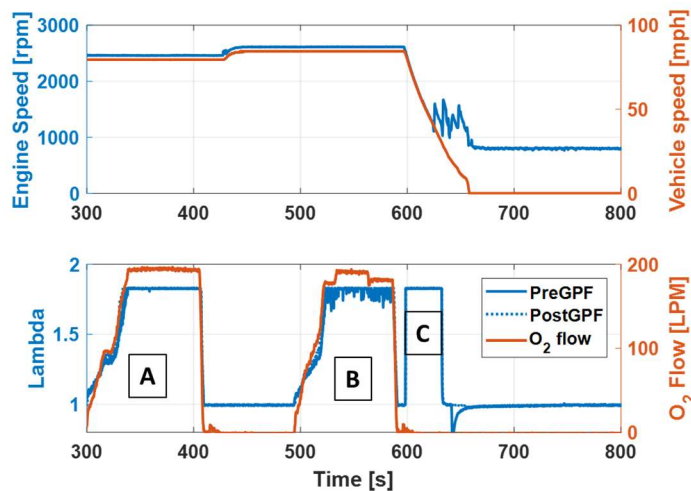 3000
100
2000
50
1000
0
0
300
400
500
600
700
800
Engine Speed [rpm]
Vehicle speed [mph]
2
200
PreGPF
PostGPF
O₂ flow
1.5
100
C
A
B
1
0
300
400
500
600
700
800
Lambda
O₂ Flow [LPM]
Time [s]